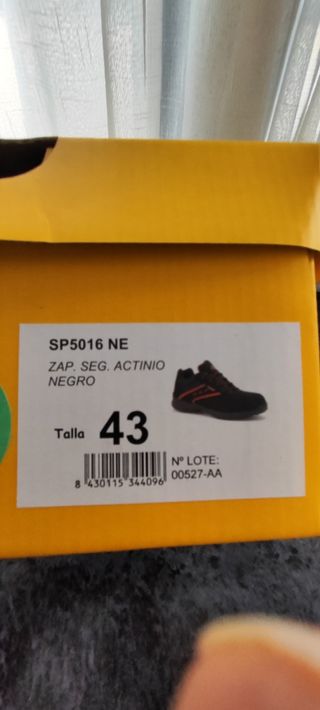 SP5016 NE
ZAP. SEG. ACTINIO
NEGRO
Talla 43
8 430115 344096
Nº LOTE:
00527-AA